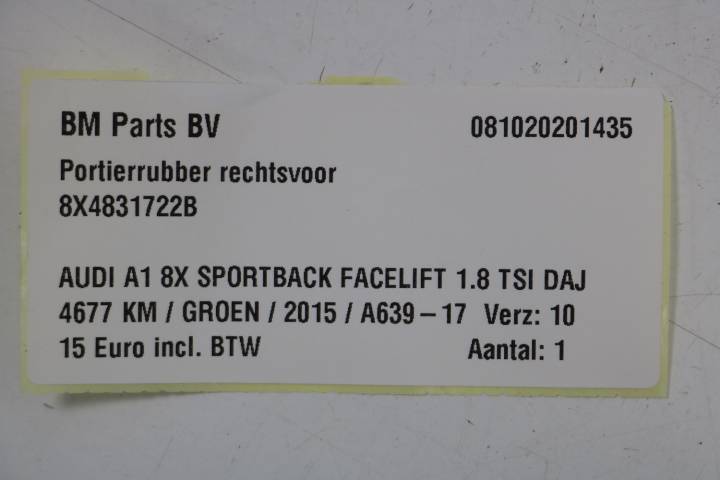 BM Parts BV 081020201435
Portierrubber rechtsvoor
8X4831722B
AUDI A1 8X SPORTBACK FACELIFT 1.8 TSI DAJ
4677 KM / GROEN / 2015 / A639-17 Verz: 10
15 Euro incl. BTW Aantal: 1